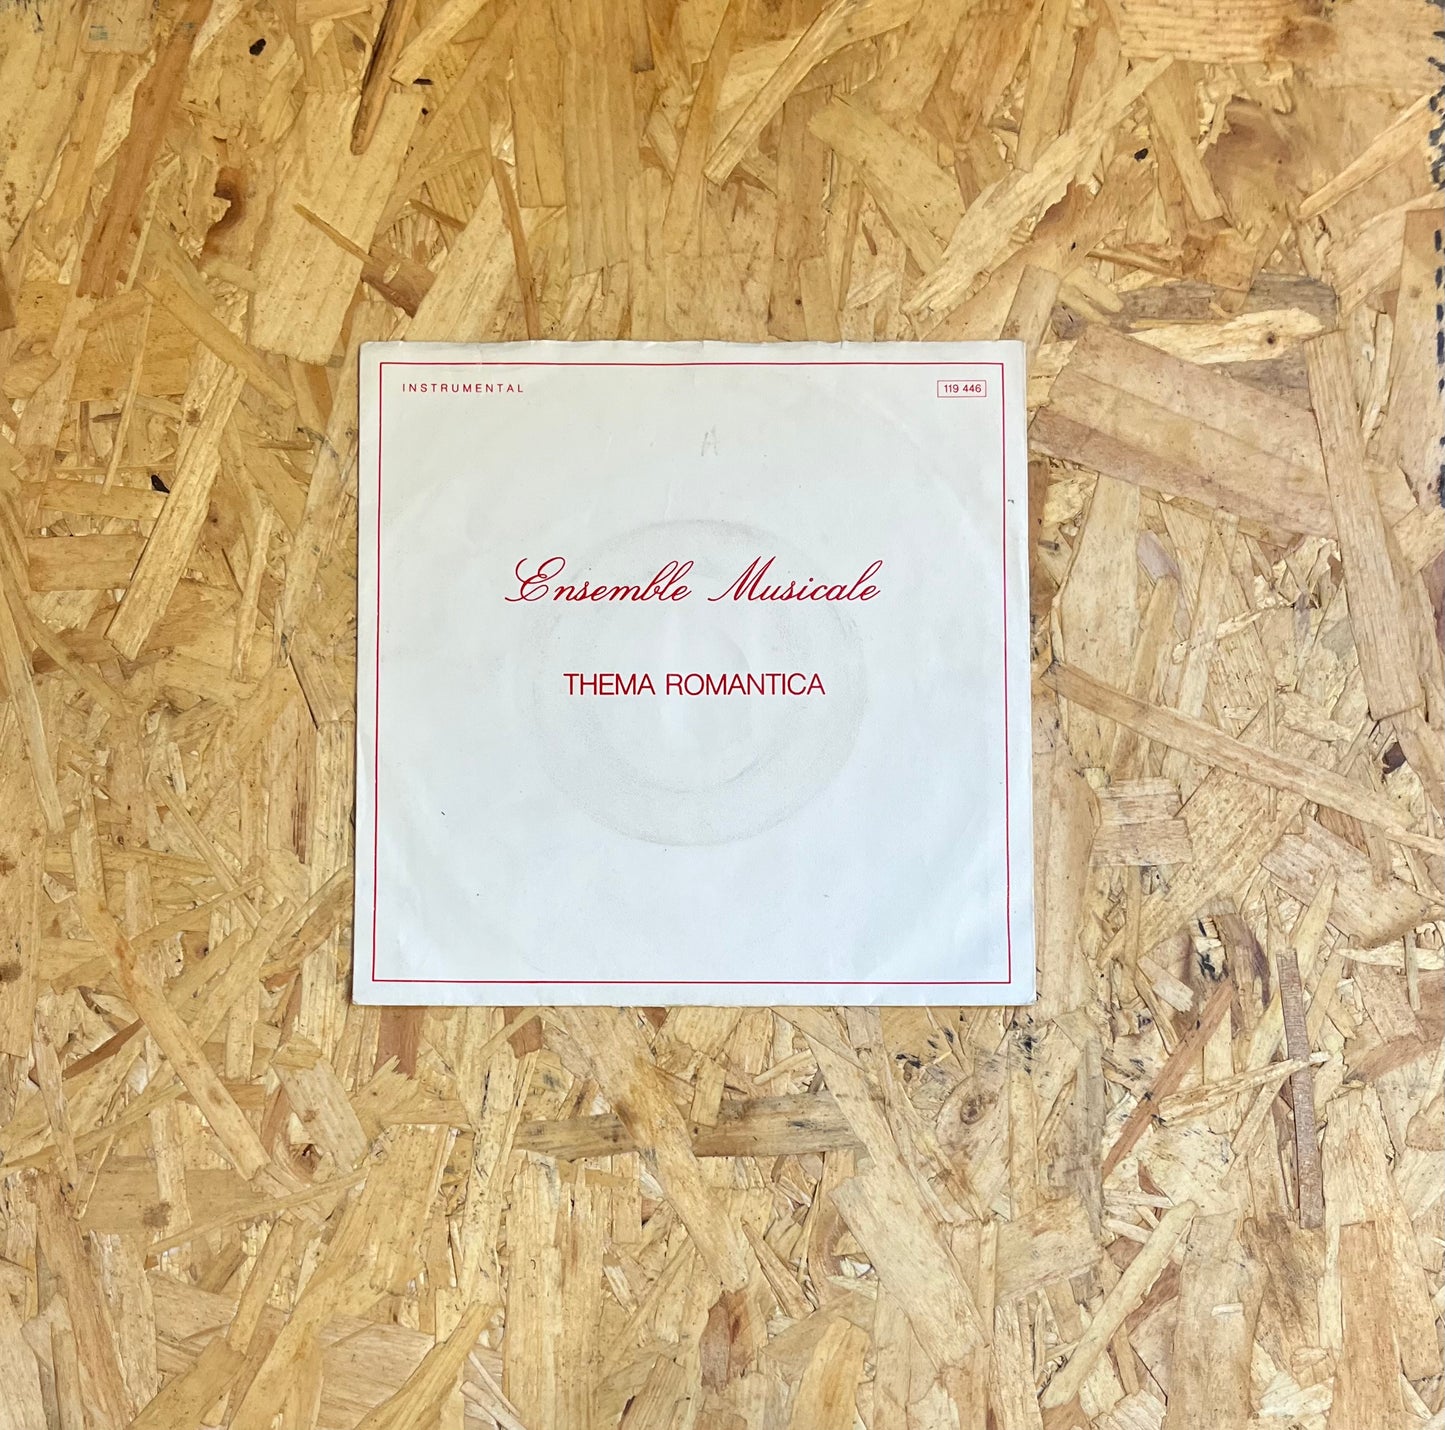 INSTRUMENTAL
119 446
A
Ensemble Musicale
THEMA ROMANTICA